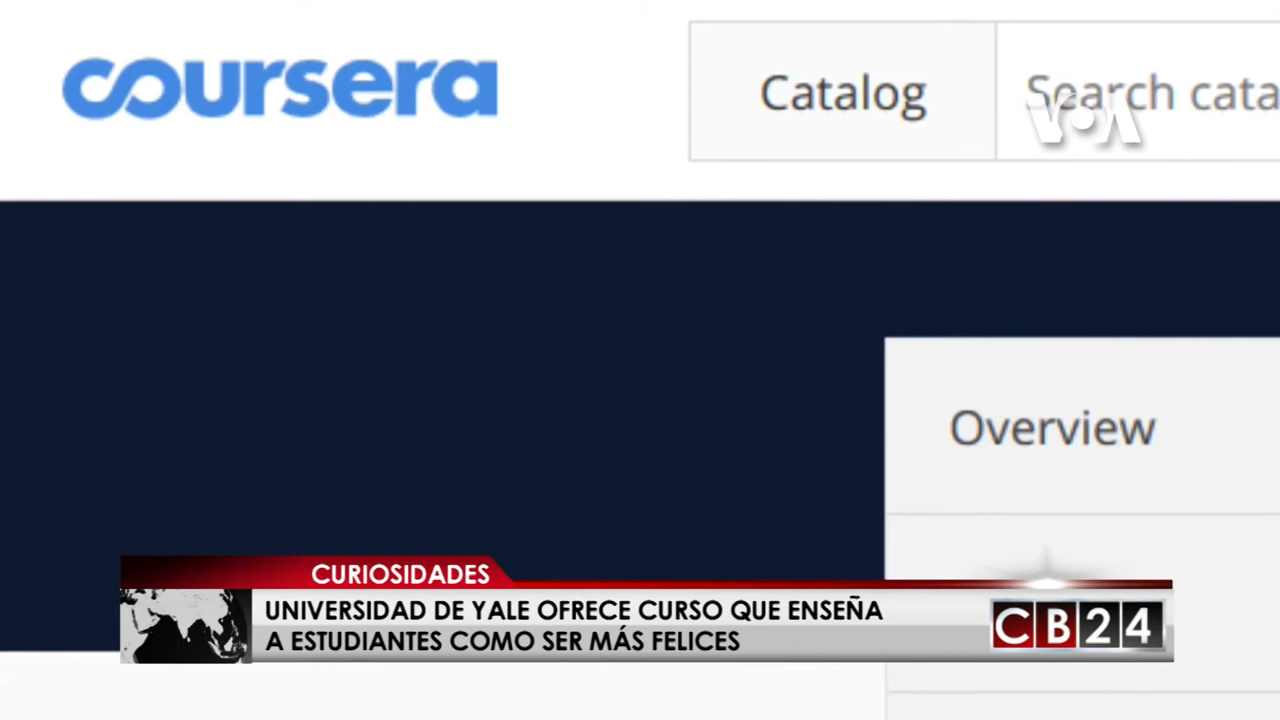 coursera
Catalog
Search cata
VOA
Overview
CURIOSIDADES
UNIVERSIDAD DE YALE OFRECE CURSO QUE ENSEÑA
A ESTUDIANTES COMO SER MÁS FELICES
CB24